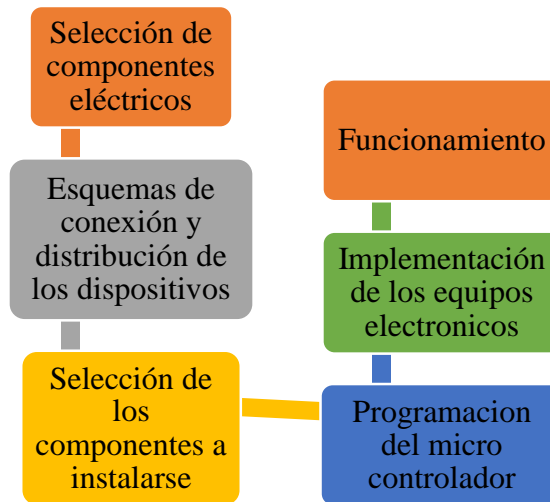 Selección de
componentes
eléctricos
Esquemas de
conexión y
distribución de
los dispositivos
Selección de
los
componentes a
instalarse
Programacion
del micro
controlador
Implementación
de los equipos
electronicos
Funcionamiento